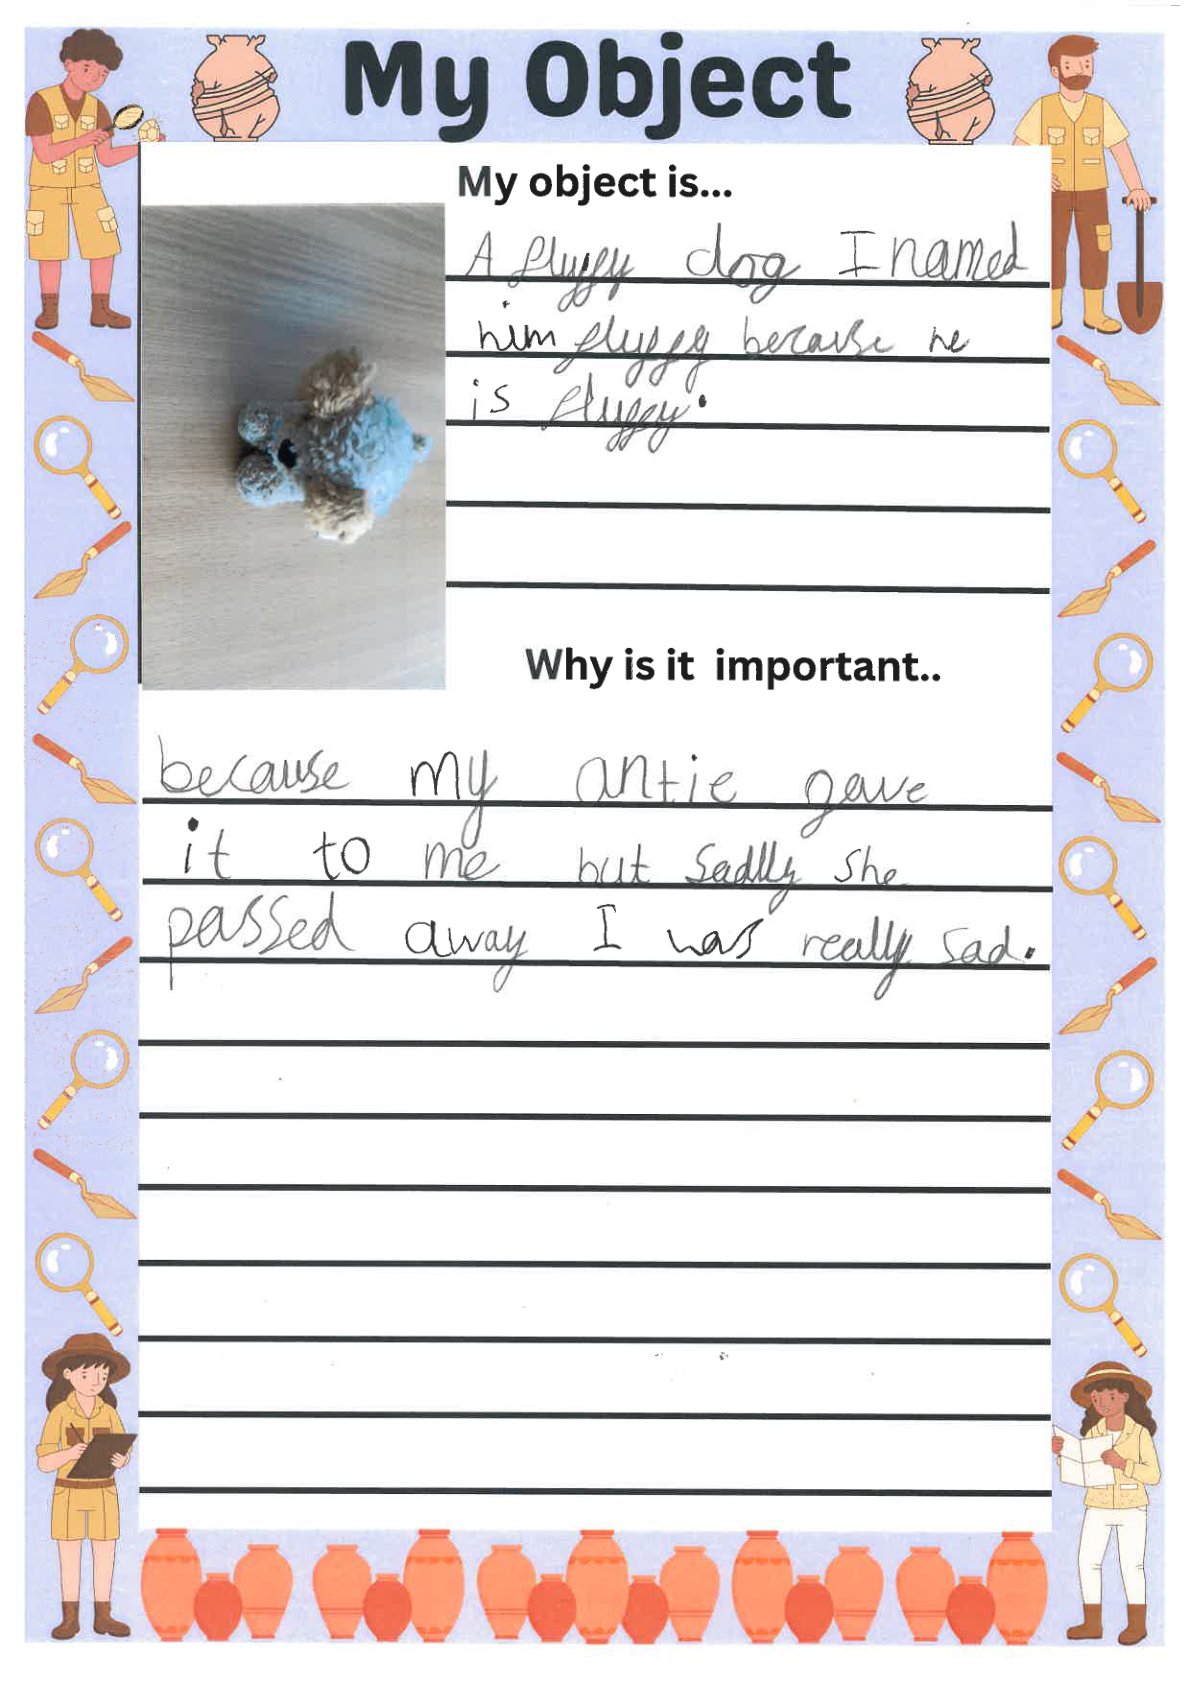 My Object
My object is...
A fluffy dog I named
him fluffy because he
is fluffy.
Why is it important..
because my antie gave
it to me but sadlly she
passed away I was really sad.